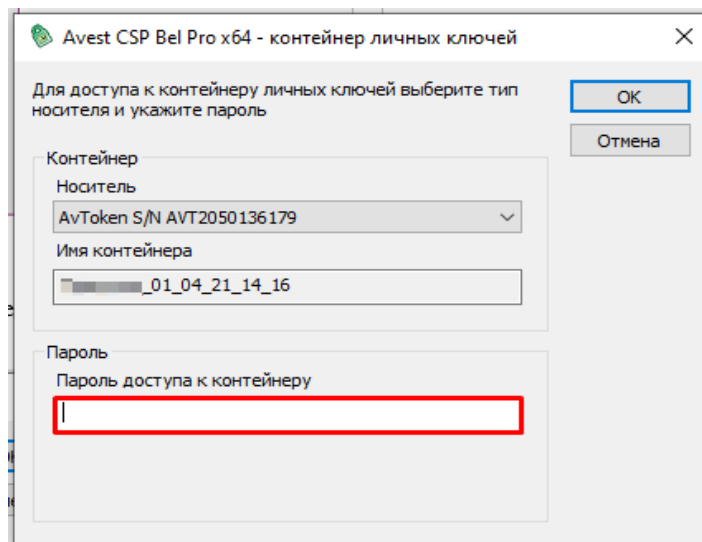 Avest CSP Bel Pro x64 - контейнер личных ключей
Для доступа к контейнеру личных ключей выберите тип
носителя и укажите пароль
OK
Отмена
Контейнер
Носитель
AvToken S/N AVT2050136179
Имя контейнера
_01_04_21_14_16
Пароль
Пароль доступа к контейнеру